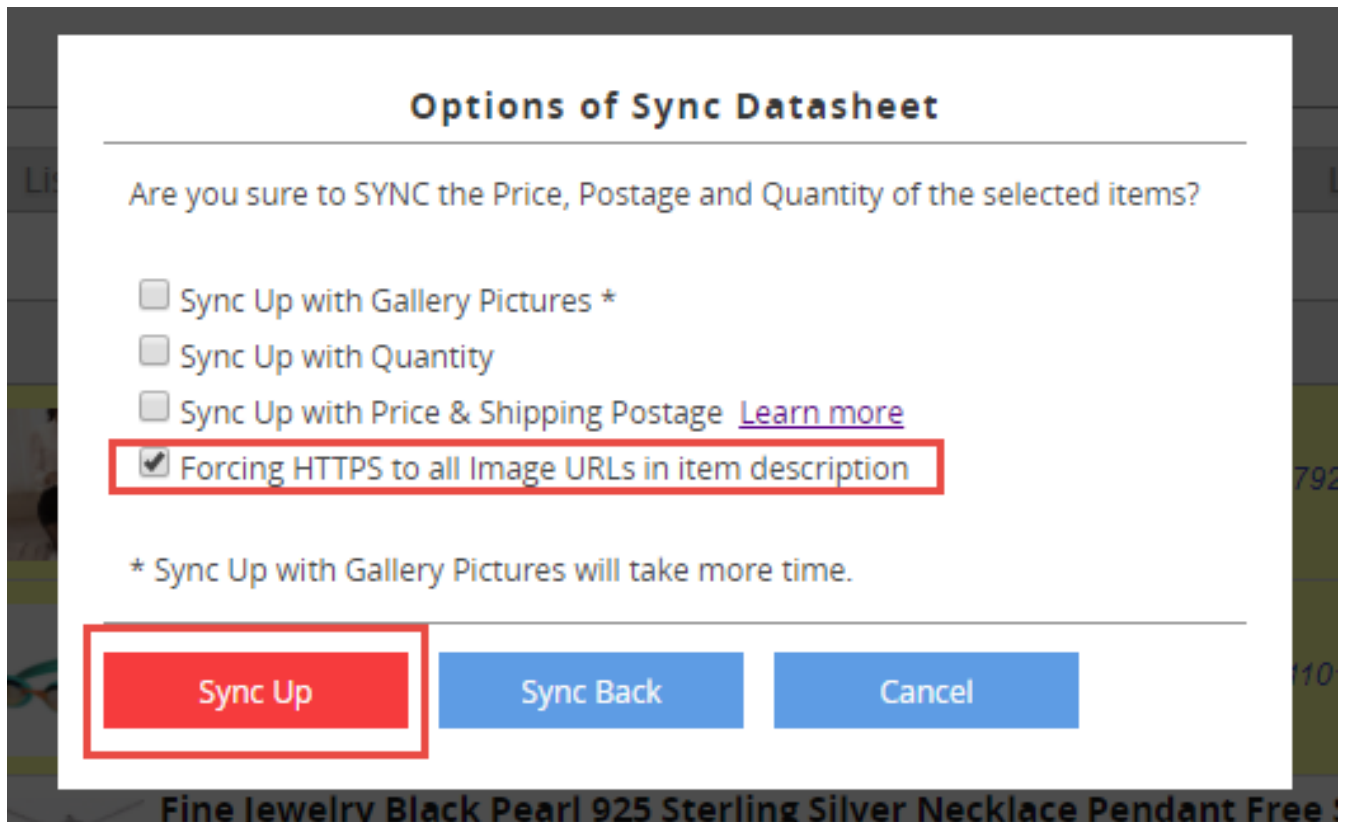 Options of Sync Datasheet
Are you sure to SYNC the Price, Postage and Quantity of the selected items?
Sync Up with Gallery Pictures *
Sync Up with Quantity
Sync Up with Price & Shipping Postage Learn more
Forcing HTTPS to all Image URLs in item description
792
* Sync Up with Gallery Pictures will take more time.
Sync Up Sync Back Cancel
Fine Jewelry Black Pearl 925 Sterling Silver Necklace Pendant Free